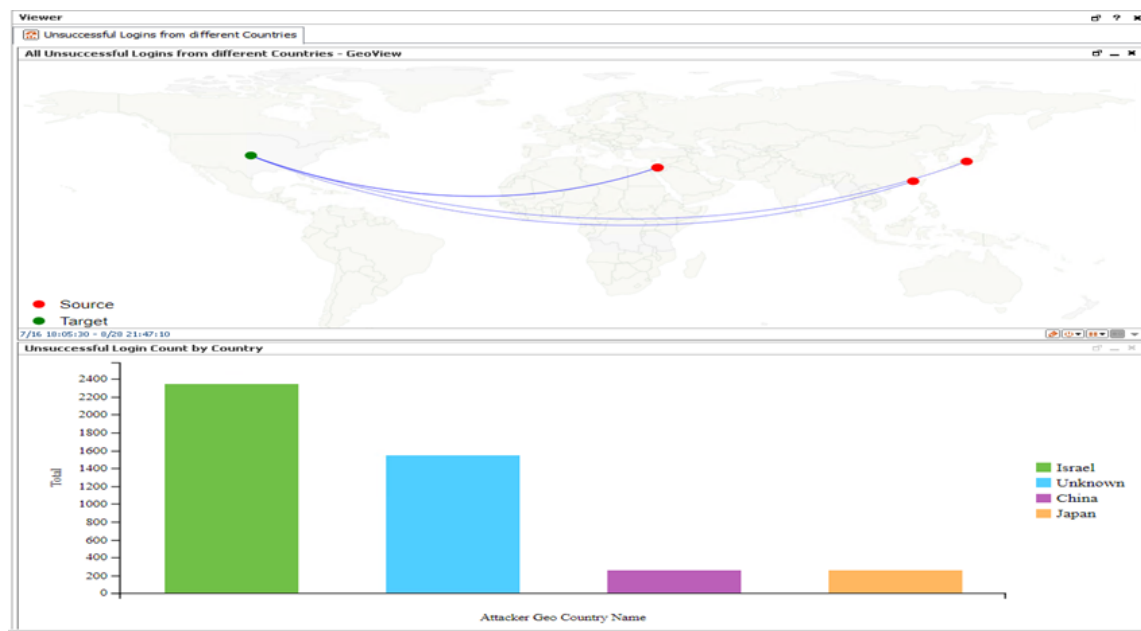 Viewer
Unsuccessful Logins from different Countries
All Unsuccessful Logins from different Countries - GeoView
Source
Target
7/16 18:05:30 - 8/28 21:47:10
Unsuccessful Login Count by Country
2400
2200
2000
1800
1600
1400
1200
1000
800
600
400
200
0
Total
Israel
Unknown
China
Japan
Attacker Geo Country Name